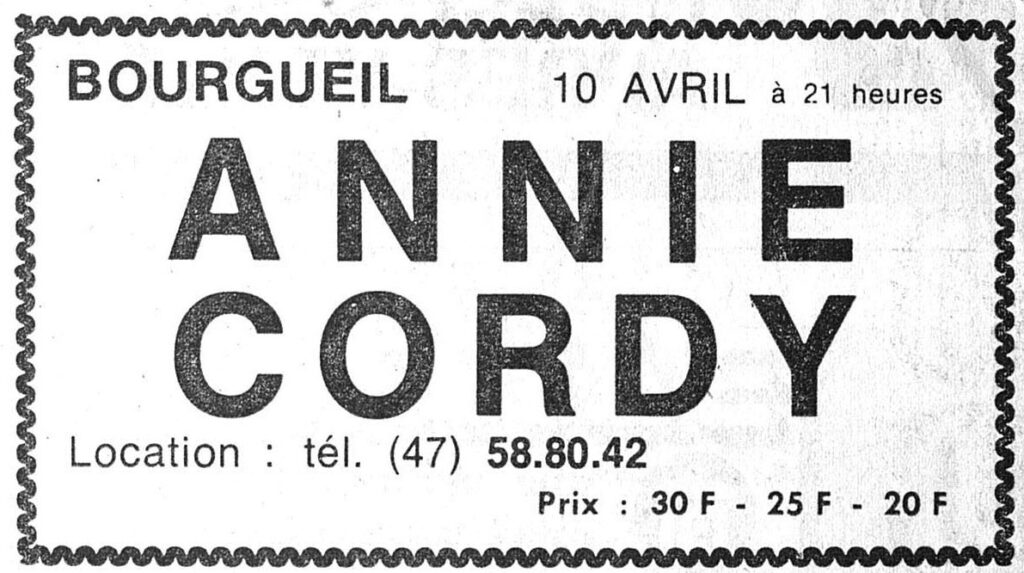 BOURGUEIL 10 AVRIL à 21 heures
ANNIE
CORDY
Location : tél. (47) 58.80.42
Prix : 30 F - 25 F - 20 F